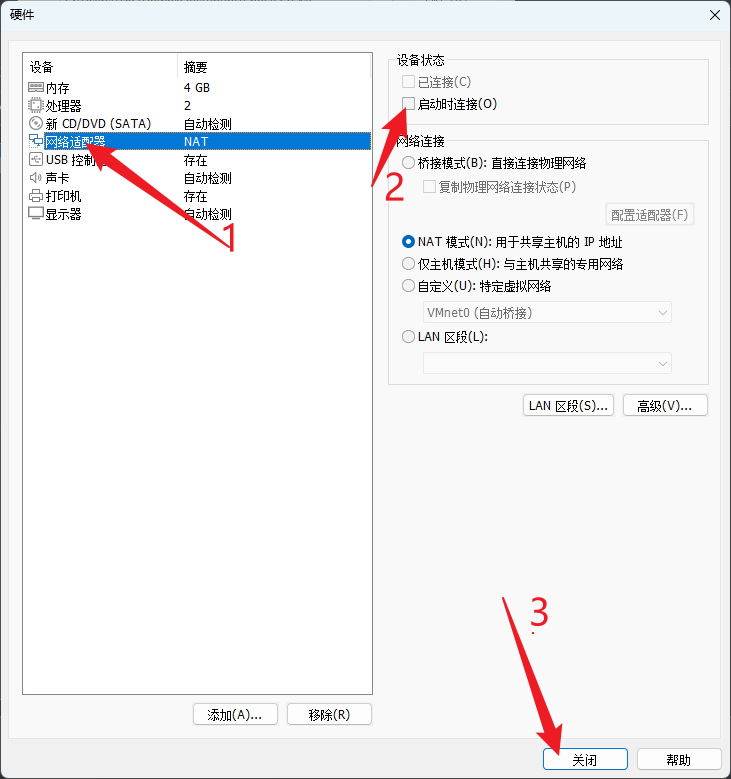 硬件
设备 摘要
内存 4 GB
处理器 2
新 CD/DVD (SATA) 自动检测
网络适配器 NAT
USB 控制 存在
声卡 自动检测
打印机 存在
显示器 自动检测
1
添加(A)... 移除(R)
设备状态
已连接(C)
启动时连接(O)
2
网络连接
桥接模式(B): 直接连接物理网络
复制物理网络连接状态(P)
配置适配器(F)
NAT 模式(N): 用于共享主机的 IP 地址
仅主机模式(H): 与主机共享的专用网络
自定义(U): 特定虚拟网络
VMnet0 (自动桥接)
LAN 区段(L):
LAN 区段(S)... 高级(V)...
3
关闭 帮助